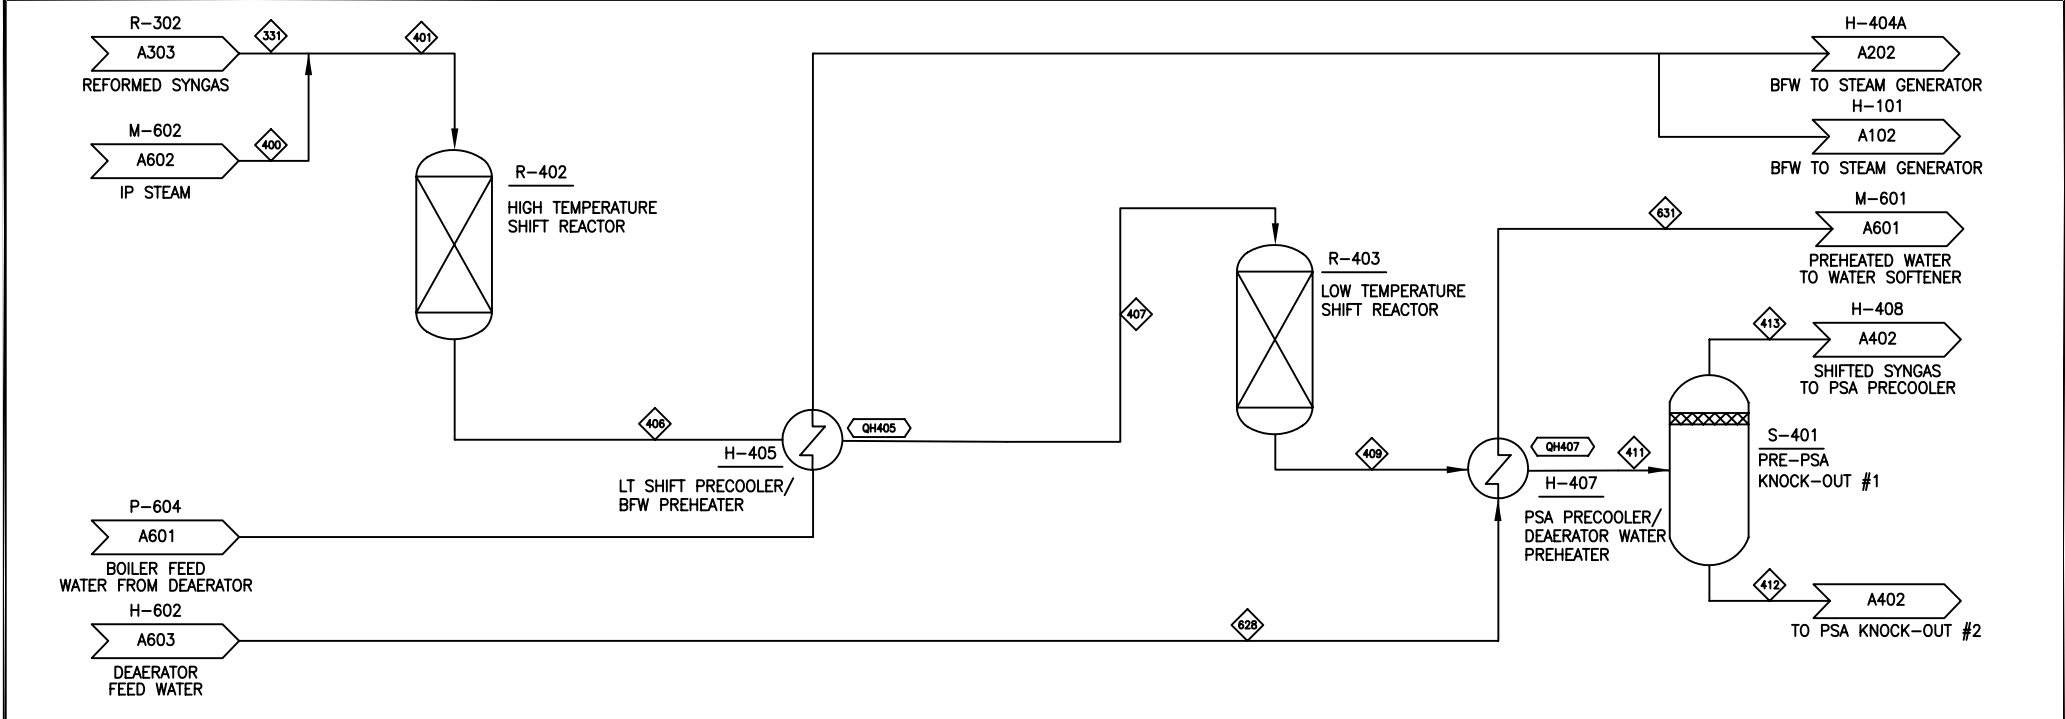 R-302
A303
REFORMED SYNGAS
331
401
M-602
A602
IP STEAM
400
R-402
HIGH TEMPERATURE
SHIFT REACTOR
406
H-405
LT SHIFT PRECOOLER/
BFW PREHEATER
QH405
407
R-403
LOW TEMPERATURE
SHIFT REACTOR
409
QH407
411
H-407
PSA PRECOOLER/
DEAERATOR WATER
PREHEATER
S-401
PRE-PSA
KNOCK-OUT #1
H-404A
A202
BFW TO STEAM GENERATOR
H-101
A102
BFW TO STEAM GENERATOR
631
M-601
A601
PREHEATED WATER
TO WATER SOFTENER
413
H-408
A402
SHIFTED SYNGAS
TO PSA PRECOOLER
412
A402
TO PSA KNOCK-OUT #2
P-604
A601
BOILER FEED
WATER FROM DEAERATOR
H-602
A603
DEAERATOR
FEED WATER
628